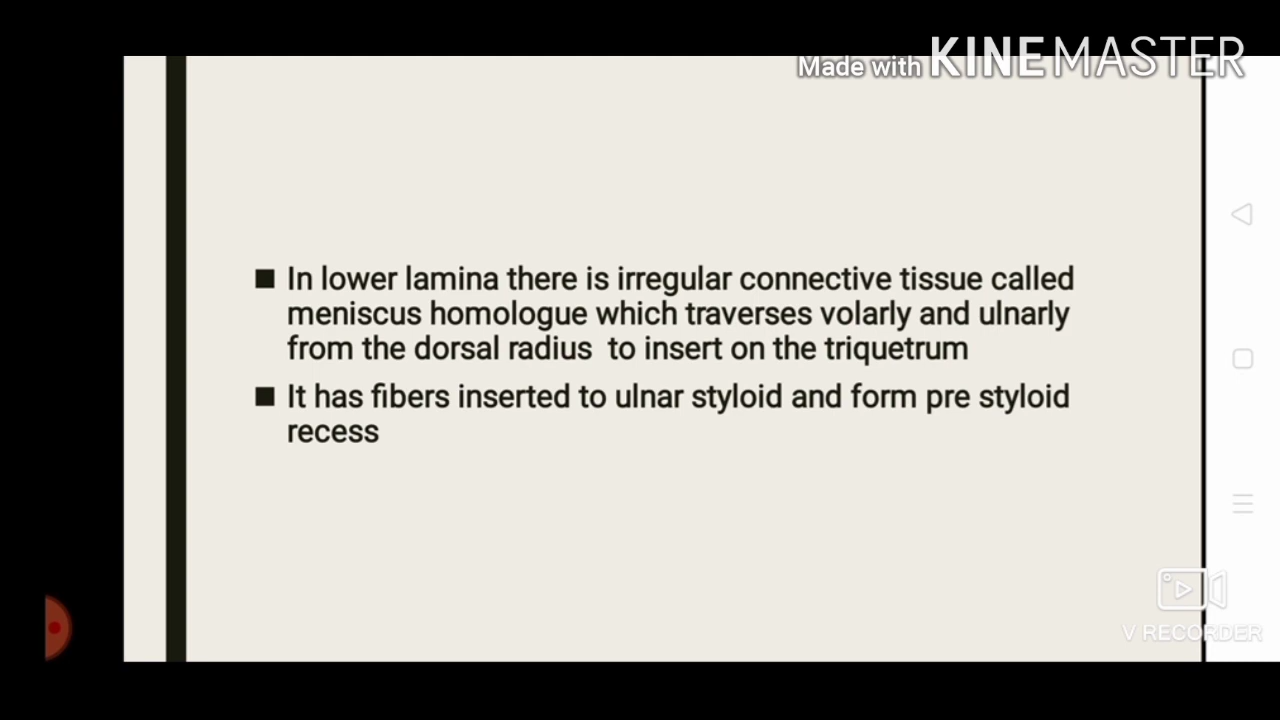 Made with KINEMASTER
■ In lower lamina there is irregular connective tissue called
meniscus homologue which traverses volarly and ulnarly
from the dorsal radius  to insert on the triquetrum
■ It has fibers inserted to ulnar styloid and form pre styloid
recess
V RECORDER